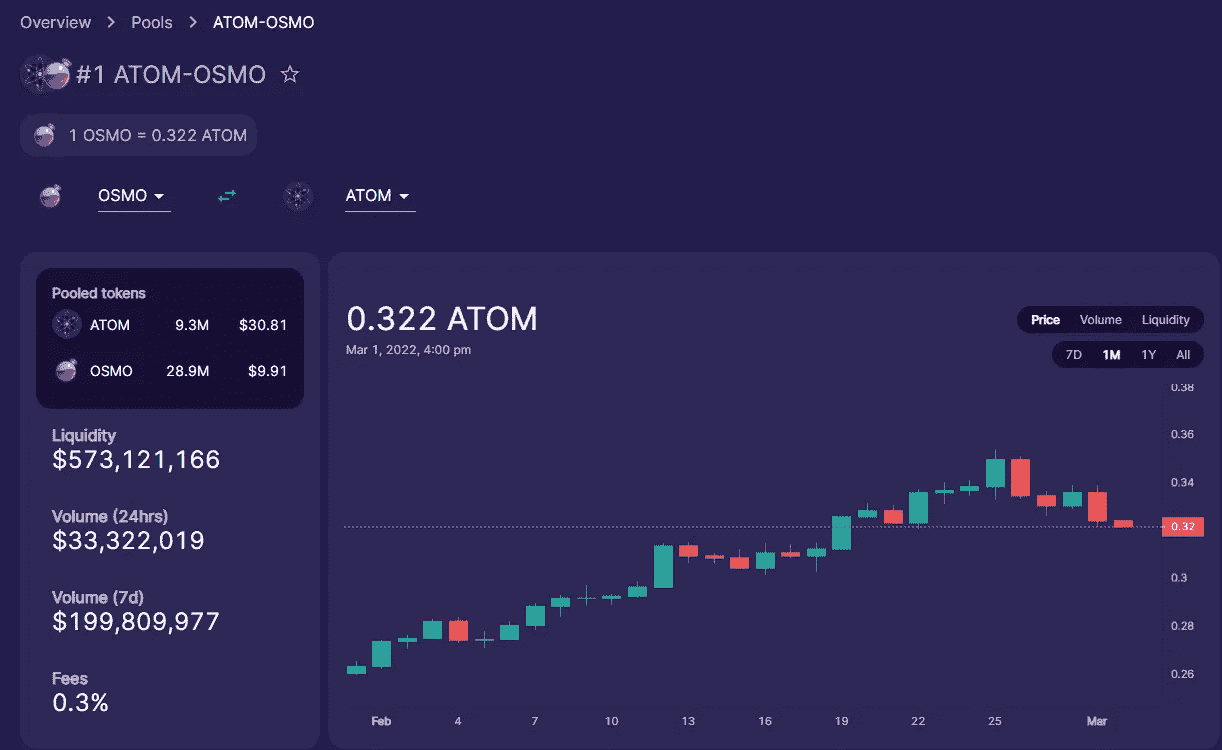 Overview > Pools > ATOM-OSMO
#1 ATOM-OSMO
1 OSMO = 0.322 ATOM
OSMO ATOM
Pooled tokens
ATOM 9.3M $30.81
OSMO 28.9M $9.91
Liquidity
$573,121,166
Volume (24hrs)
$33,322,019
Volume (7d)
$199,809,977
Fees
0.3%
0.322 ATOM
Mar 1, 2022, 4:00 pm
Price Volume Liquidity
7D 1M 1Y All
0.38
0.36
0.34
0.32
0.3
0.28
0.26
Feb 4 7 10 13 16 19 22 25 Mar